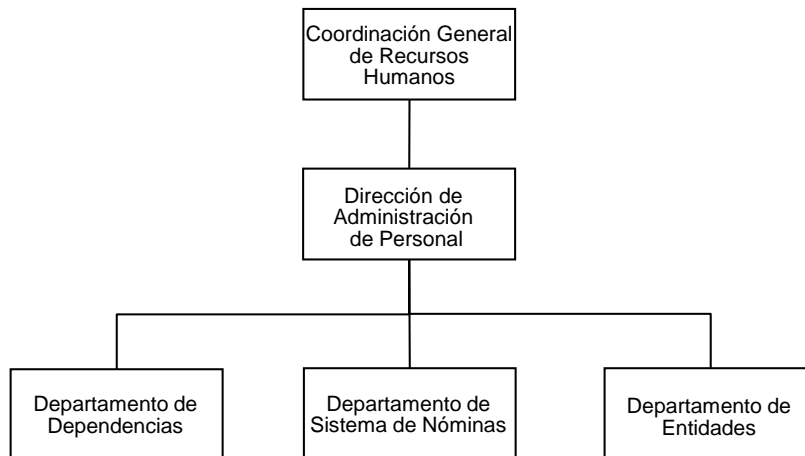 Coordinación General
de Recursos
Humanos
Dirección de
Administración
de Personal
Departamento de
Dependencias
Departamento de
Sistema de Nóminas
Departamento de
Entidades